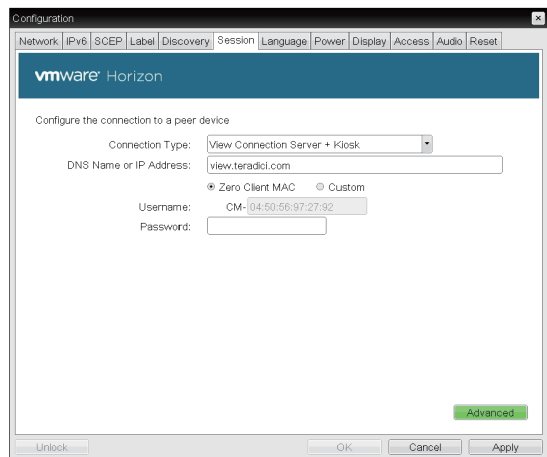 Configuration
Network IPv6 SCEP Label Discovery Session Language Power Display Access Audio Reset
vmware® Horizon
Configure the connection to a peer device
Connection Type: View Connection Server + Kiosk
DNS Name or IP Address: view.teradici.com
Zero Client MAC Custom
Username: CM- 04:50:56:97:27:92
Password:
Advanced
Unlock OK Cancel Apply